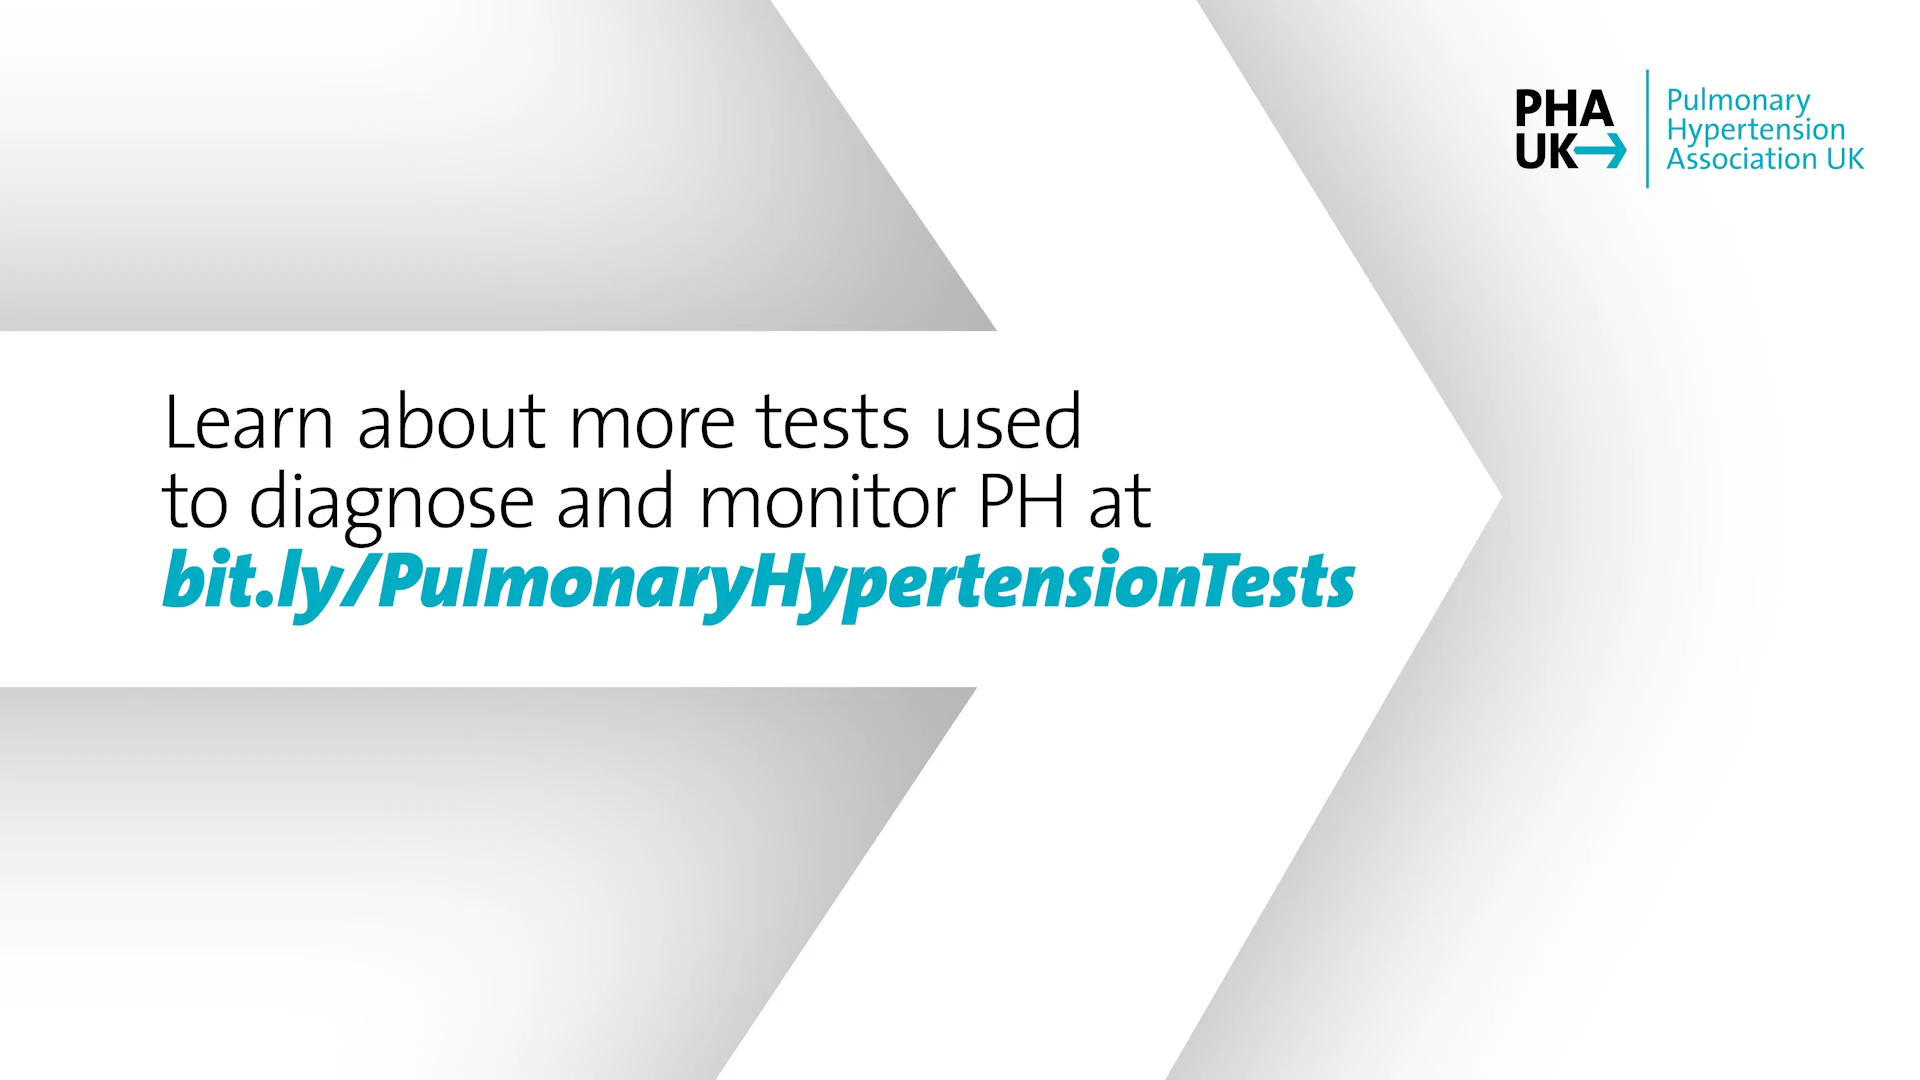 PHA
UK
Pulmonary
Hypertension
Association UK
Learn about more tests used
to diagnose and monitor PH at
bit.ly/PulmonaryHypertensionTests